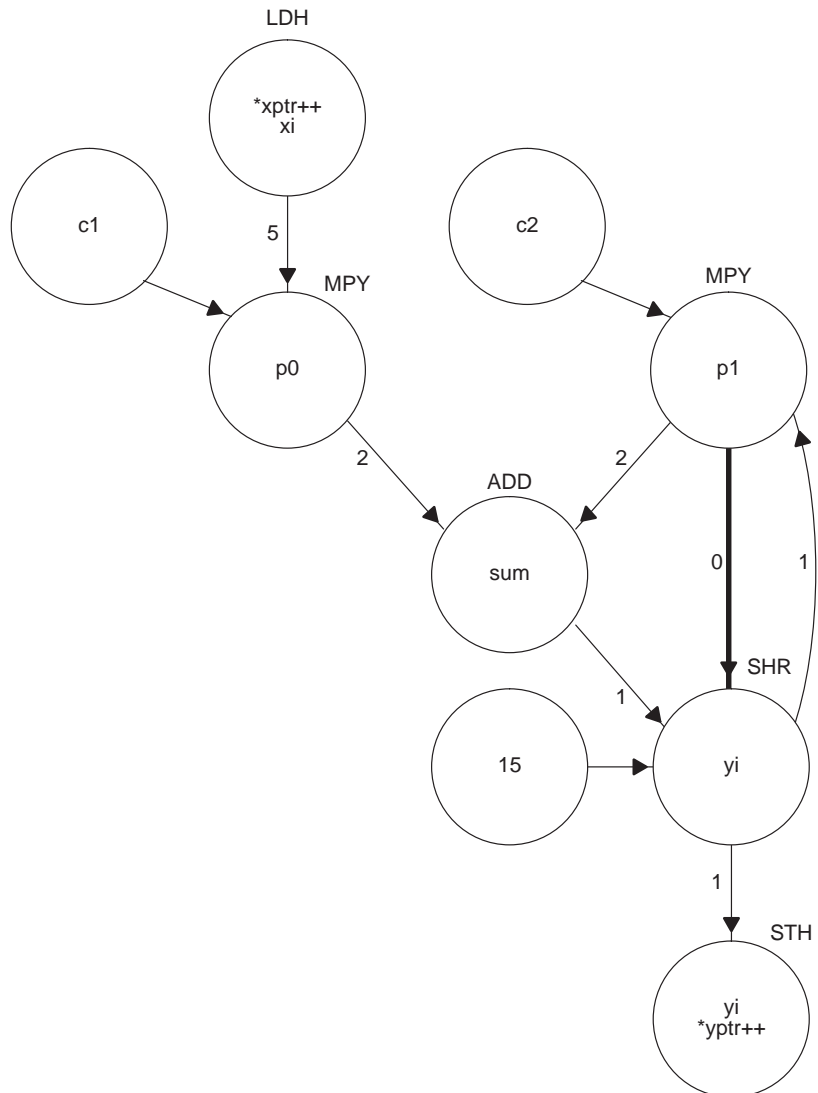 LDH
*xptr++
xi
c1
c2
5
MPY
MPY
p0
p1
2
2
ADD
0
1
sum
SHR
1
15
yi
1
STH
yi
*yptr++